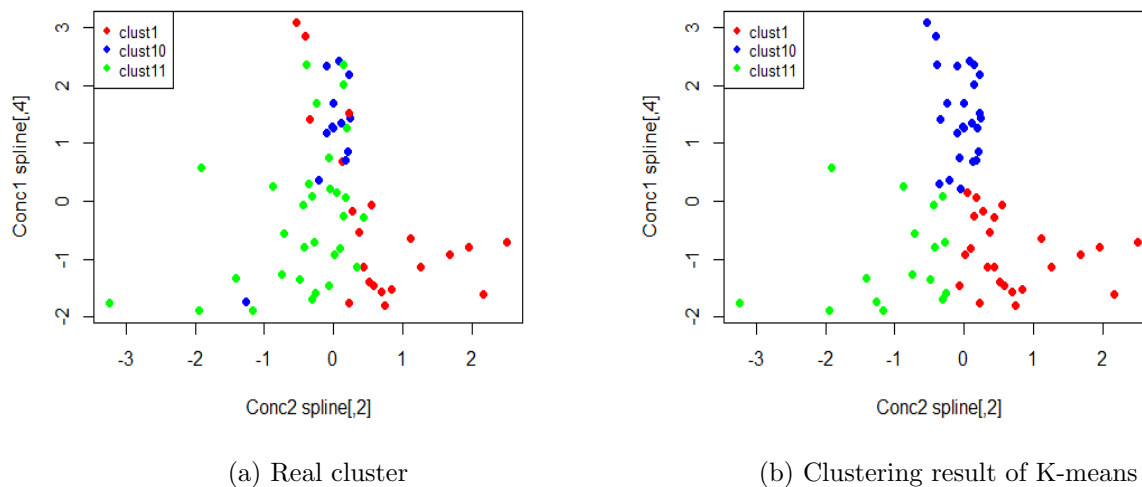 clust1
clust10
clust11
Conc1 spline[,4]
3
2
1
0
-1
-2
-3 -2 -1 0 1 2
Conc2 spline[,2]
(a) Real cluster
clust1
clust10
clust11
Conc1 spline[,4]
3
2
1
0
-1
-2
-3 -2 -1 0 1 2
Conc2 spline[,2]
(b) Clustering result of K-means